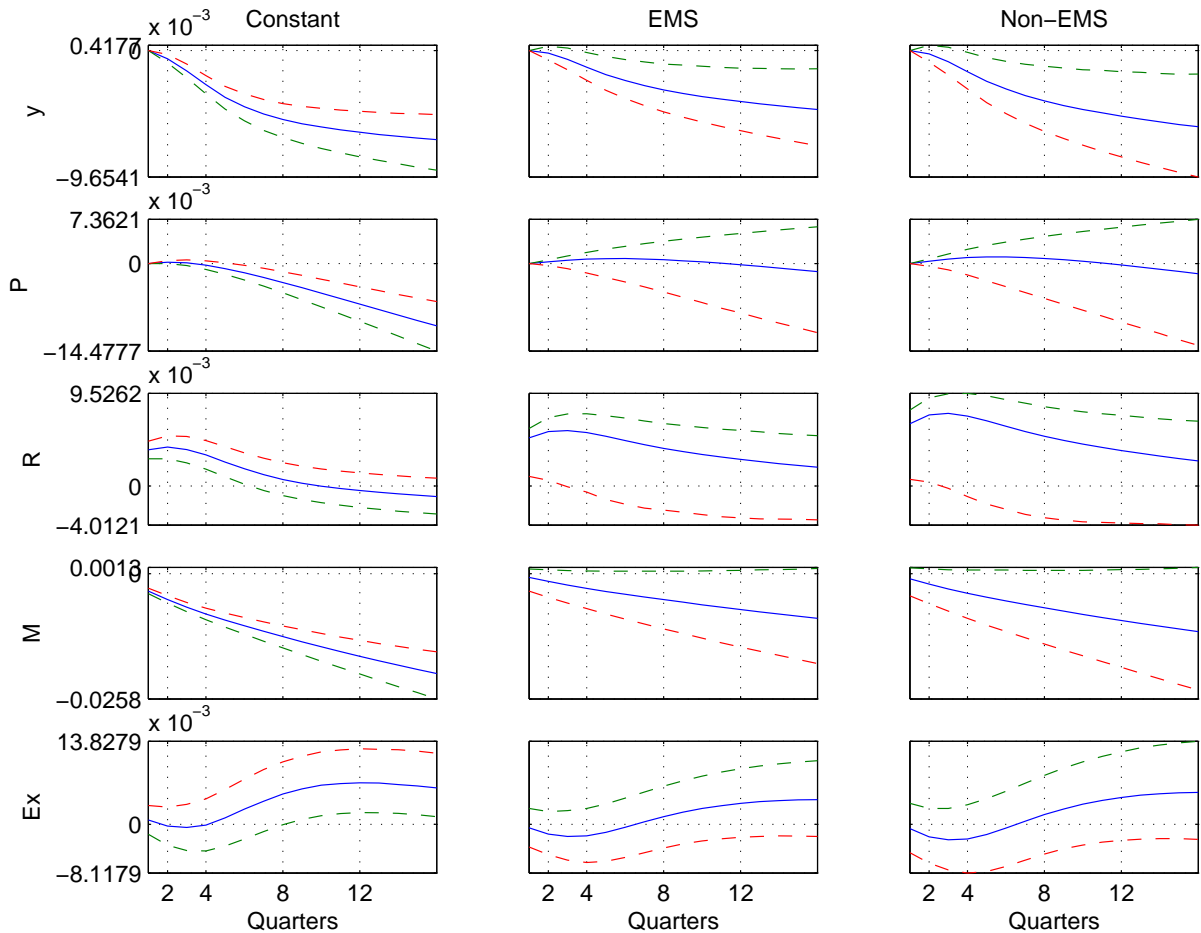 Constant
EMS
Non−EMS
x 10⁻³
0.4177
0
−9.6541
y
x 10⁻³
7.3621
0
−14.4777
P
x 10⁻³
9.5262
0
−4.0121
R
0.0013
0
−0.0258
M
x 10⁻³
13.8279
0
−8.1179
Ex
2 4 8 12
2 4 8 12
2 4 8 12
Quarters
Quarters
Quarters